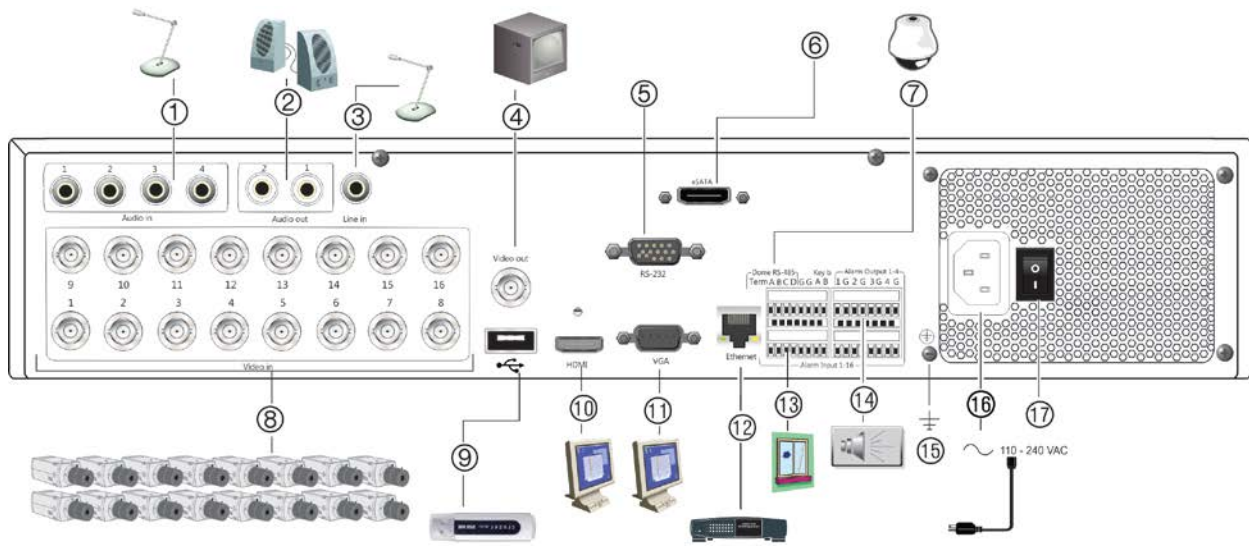 ① ② ③ ④ ⑤ ⑥ ⑦
1 2 3 4
Audio in
2 1
Audio out
Line in
eSATA
9 10 11 12 13 14 15 16
1 2 3 4 5 6 7 8
Video in
Video out
RS-232
HDMI
VGA
Ethernet
Dome RS-485 Key b Alarm Output 1-4
Term A B C D G G A B 1 G 2 G 3 G 4 G
Alarm Input 1-16
O
I
⑧ ⑨ ⑩ ⑪ ⑫ ⑬ ⑭ ⑮ ⑯ ⑰
110 - 240 VAC